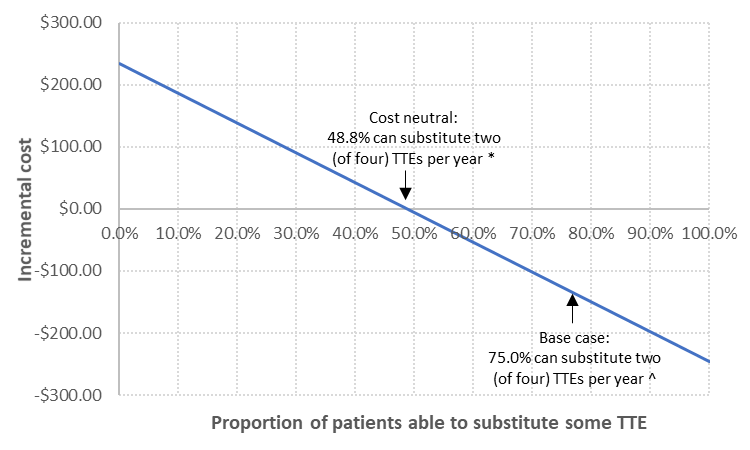 $300.00
$200.00
$100.00
$0.00
-$100.00
-$200.00
-$300.00
Incremental cost
Cost neutral:
48.8% can substitute two
(of four) TTEs per year *
0.0% 10.0% 20.0% 30.0% 40.0% 50.0% 60.0% 70.0% 80.0% 90.0% 100.0%
Base case:
75.0% can substitute two
(of four) TTEs per year ^
Proportion of patients able to substitute some TTE